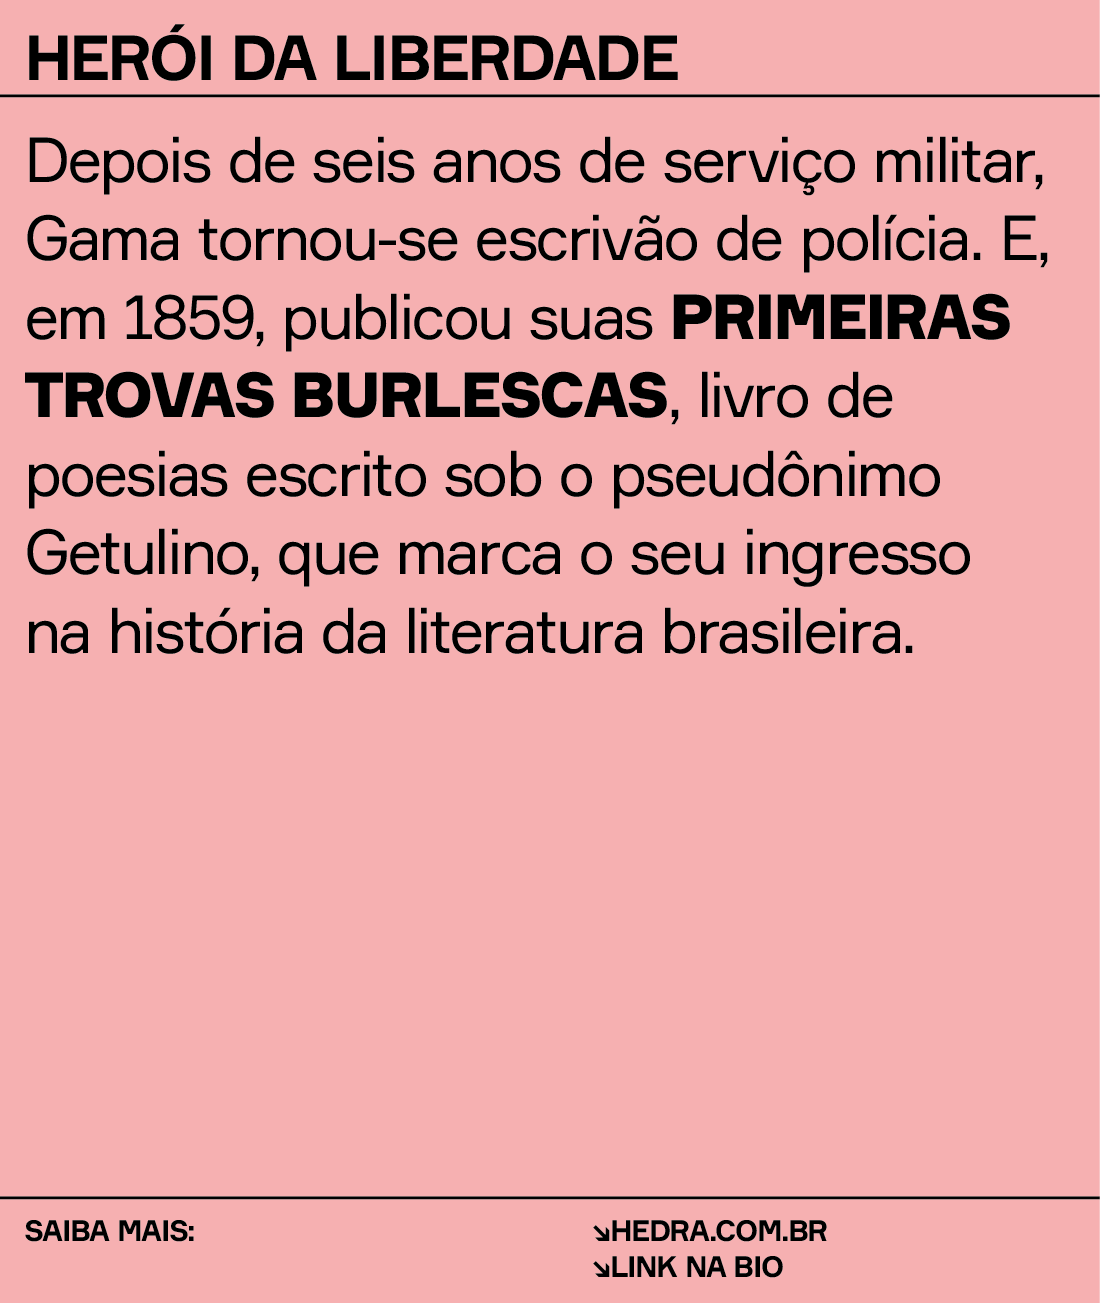 HERÓI DA LIBERDADE
Depois de seis anos de serviço militar,
Gama tornou-se escrivão de polícia. E,
em 1859, publicou suas PRIMEIRAS
TROVAS BURLESCAS, livro de
poesias escrito sob o pseudônimo
Getulino, que marca o seu ingresso
na história da literatura brasileira.
SAIBA MAIS:
↘HEDRA.COM.BR
↘LINK NA BIO